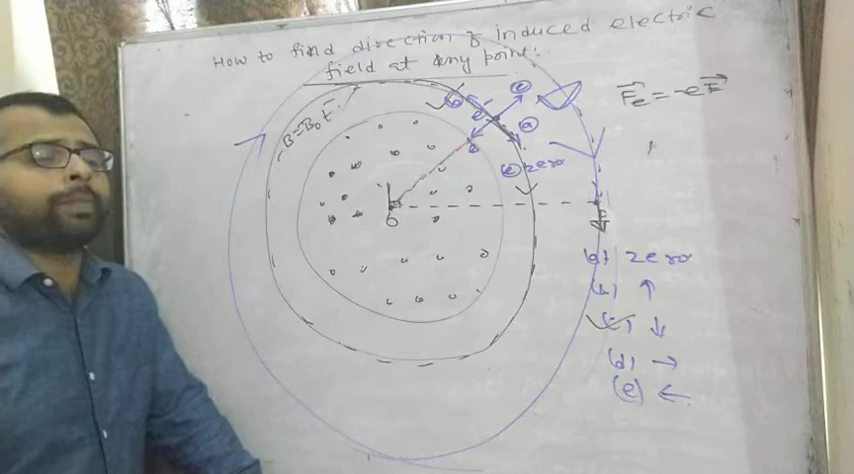 How to find direction of induced electric
field at any point:
B=B₀t
F⃗e = -eE⃗
(b)
(c)
(a)
e
(e) zero
O
P
(a) zero
(b) ↑
(c) ↓
(d) →
(e) ←